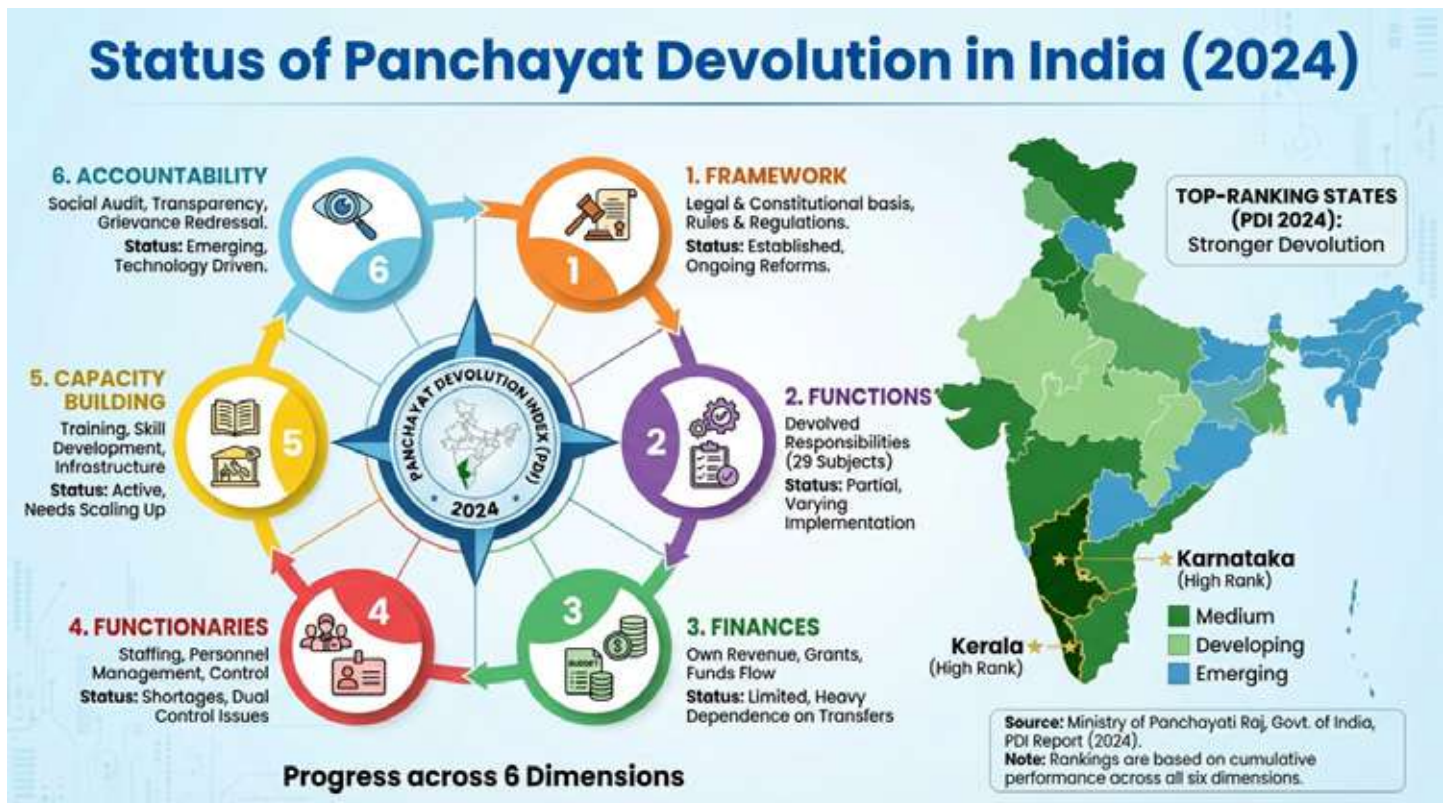 Status of Panchayat Devolution in India (2024)
6. ACCOUNTABILITY
Social Audit, Transparency,
Grievance Redressal.
Status: Emerging,
Technology Driven.
6
1. FRAMEWORK
Legal & Constitutional basis,
Rules & Regulations.
Status: Established,
Ongoing Reforms.
1
5. CAPACITY
BUILDING
Training, Skill
Development,
Infrastructure
Status: Active,
Needs Scaling Up
5
PANCHAYAT DEVOLUTION INDEX (PDI)
2024
2. FUNCTIONS
Devolved
Responsibilities
(29 Subjects)
Status: Partial,
Varying
Implementation
2
4. FUNCTIONARIES
Staffing, Personnel
Management, Control
Status: Shortages, Dual
Control Issues
4
3. FINANCES
Own Revenue, Grants,
Funds Flow
Status: Limited, Heavy
Dependence on Transfers
3
BUDGET
Progress across 6 Dimensions
TOP-RANKING STATES
(PDI 2024):
Stronger Devolution
Karnataka
(High Rank)
Kerala
(High Rank)
Medium
Developing
Emerging
Source: Ministry of Panchayati Raj, Govt. of India,
PDI Report (2024).
Note: Rankings are based on cumulative
performance across all six dimensions.